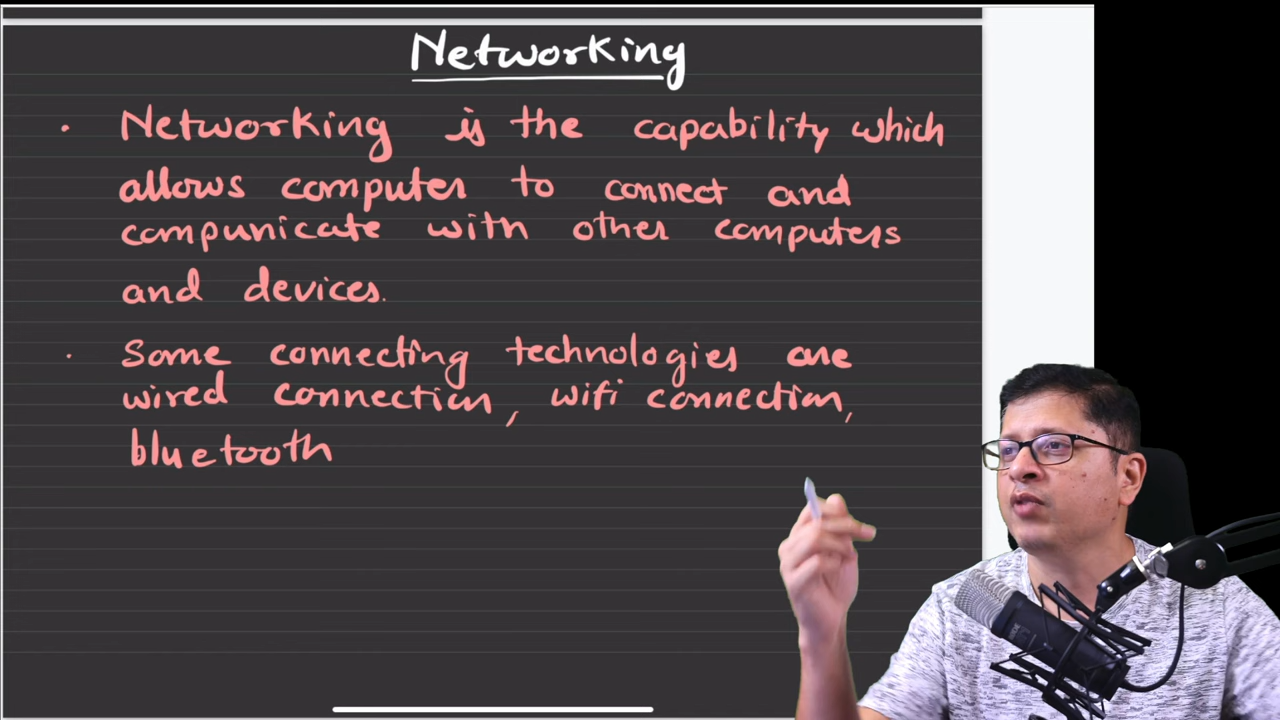 Networking
• Networking is the capability which
allows computer to connect and
compunicate with other computers
and devices.
• Some connecting technologies are
wired connection, wifi connection,
bluetooth